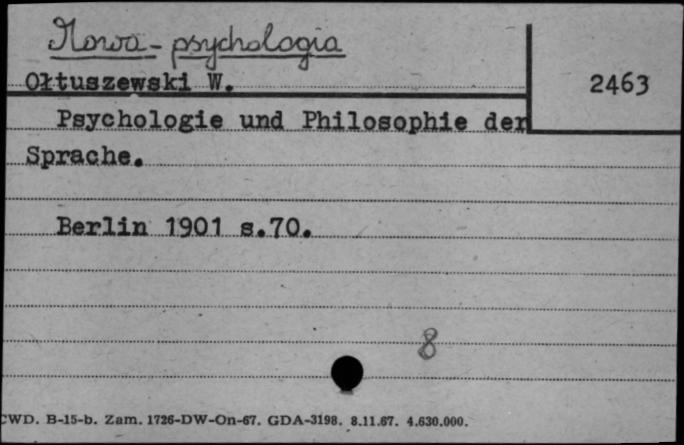 Mowa - psychologia
Ołtuszewski W.
2463
Psychologie und Philosophie der
Sprache.
Berlin 1901 s.70.
8
CWD. B-15-b. Zam. 1726-DW-On-67. GDA-3198. 8.11.67. 4.630.000.